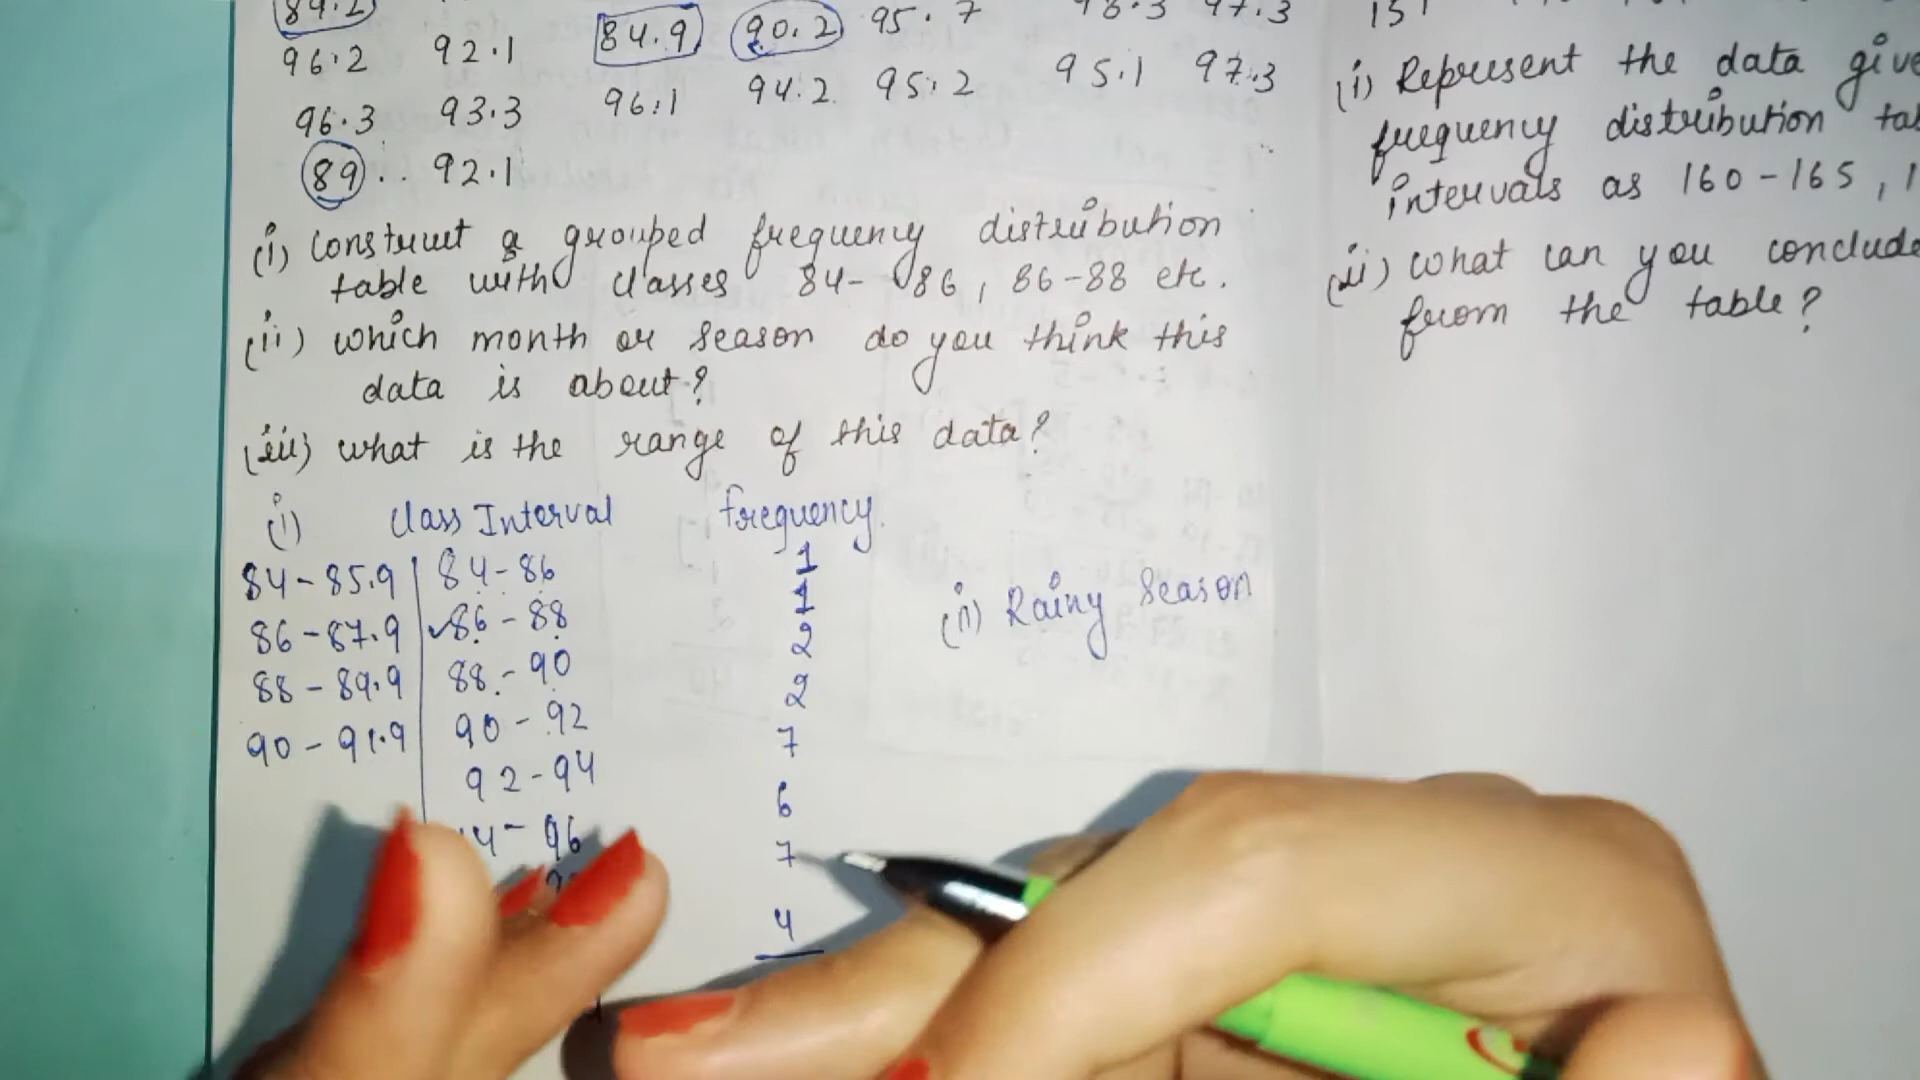 96.2 92.1 84.9 90.2 95.7
96.3 93.3 96.1 94.2 95.2 95.1 97.3
89 92.1
(i) Construct a grouped frequency distribution
table with classes 84-86, 86-88 etc.
(ii) which month or season do you think this
data is about?
(iii) what is the range of this data?
(i) Class Interval frequency
84-85.9 84-86 1
86-87.9 86-88 1
88-89.9 88-90 2
90-91.9 90-92 2
92-94 7
96 6
7
4
(ii) Rainy Season
(i) Represent the data
frequency distribution
intervals as 160-165,
(ii) What can you conclude
from the table?